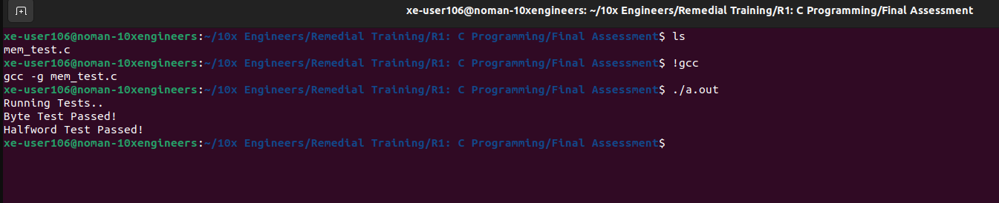 xe-user106@noman-10xengineers: ~/10x Engineers/Remedial Training/R1: C Programming/Final Assessment
xe-user106@noman-10xengineers:~/10x Engineers/Remedial Training/R1: C Programming/Final Assessment$ ls
mem_test.c
xe-user106@noman-10xengineers:~/10x Engineers/Remedial Training/R1: C Programming/Final Assessment$ !gcc
gcc -g mem_test.c
xe-user106@noman-10xengineers:~/10x Engineers/Remedial Training/R1: C Programming/Final Assessment$ ./a.out
Running Tests..
Byte Test Passed!
Halfword Test Passed!
xe-user106@noman-10xengineers:~/10x Engineers/Remedial Training/R1: C Programming/Final Assessment$